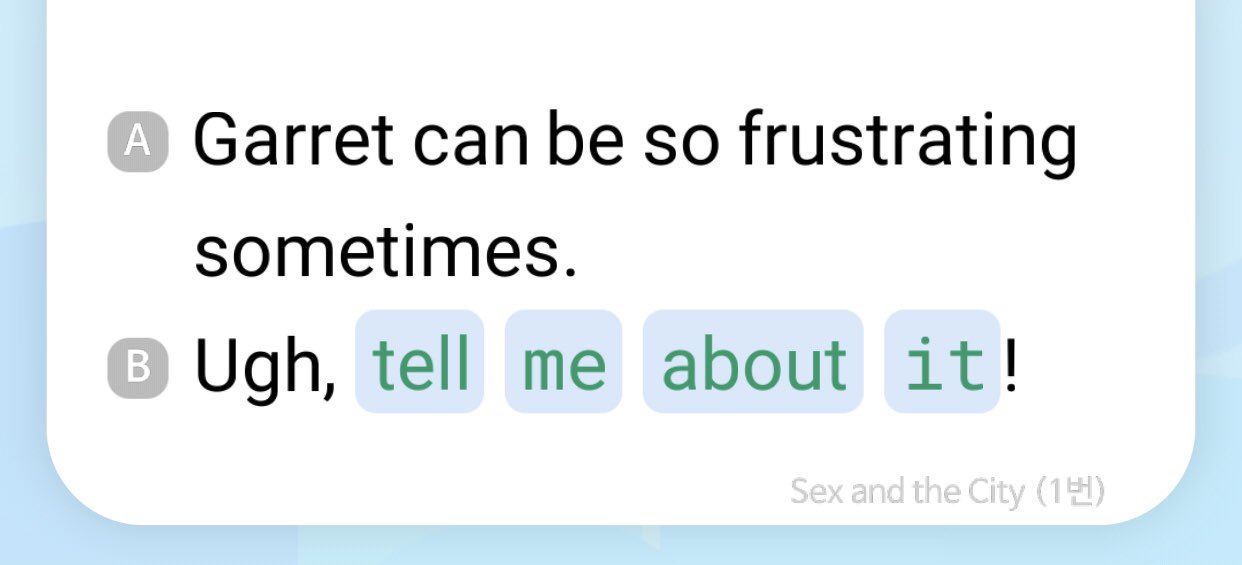 A Garret can be so frustrating
sometimes.
B Ugh, tell me about it!
Sex and the City (1번)